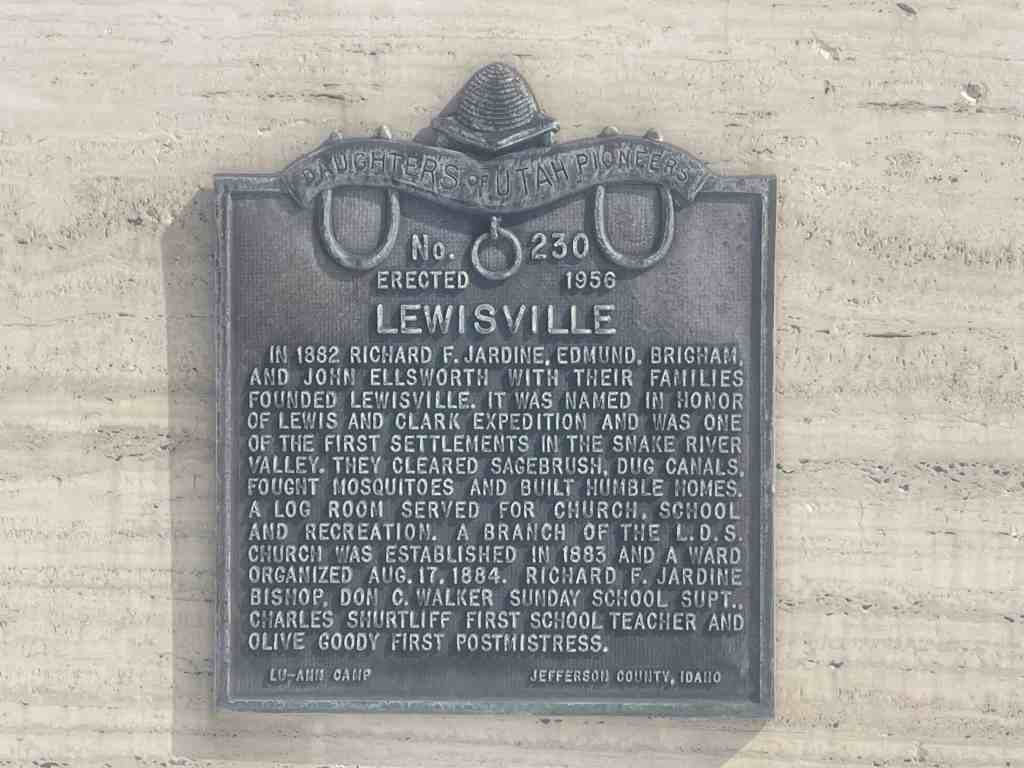 DAUGHTERS OF UTAH PIONEERS
No. 230
ERECTED 1956
LEWISVILLE
IN 1882 RICHARD F. JARDINE, EDMUND, BRIGHAM,
AND JOHN ELLSWORTH WITH THEIR FAMILIES
FOUNDED LEWISVILLE. IT WAS NAMED IN HONOR
OF LEWIS AND CLARK EXPEDITION AND WAS ONE
OF THE FIRST SETTLEMENTS IN THE SNAKE RIVER
VALLEY. THEY CLEARED SAGEBRUSH, DUG CANALS,
FOUGHT MOSQUITOES AND BUILT HUMBLE HOMES.
A LOG ROOM SERVED FOR CHURCH, SCHOOL
AND RECREATION. A BRANCH OF THE L.D.S.
CHURCH WAS ESTABLISHED IN 1883 AND A WARD
ORGANIZED AUG. 17, 1884. RICHARD F. JARDINE
BISHOP, DON C. WALKER SUNDAY SCHOOL SUPT.,
CHARLES SHURTLIFF FIRST SCHOOL TEACHER AND
OLIVE GOODY FIRST POSTMISTRESS.
LU-ANN CAMP JEFFERSON COUNTY, IDAHO